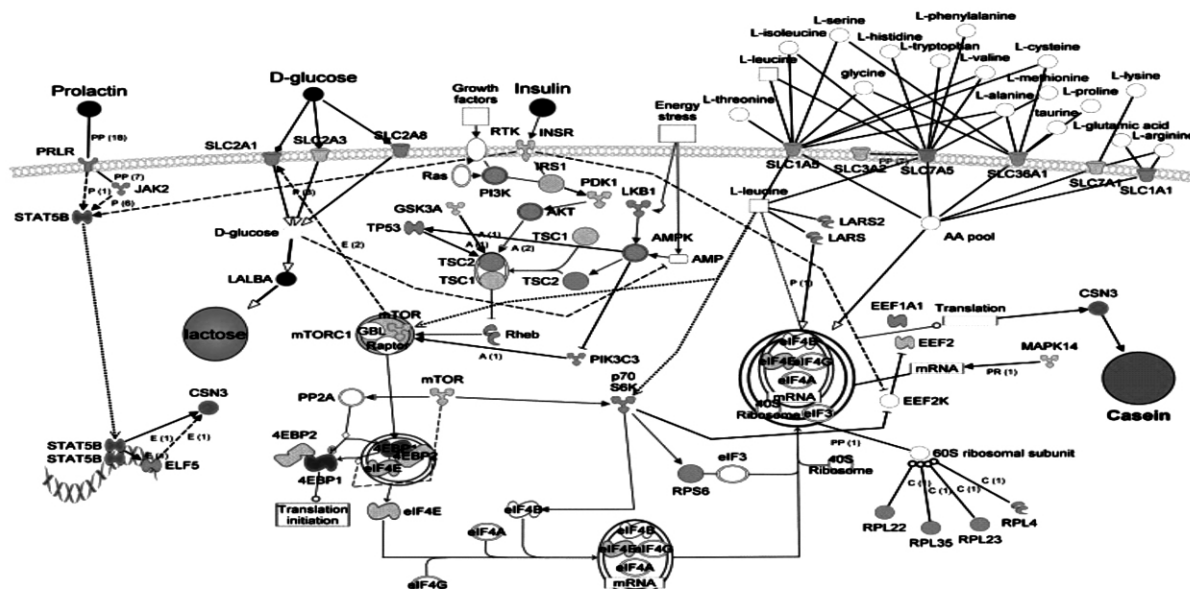 L-phenylalanine
L-serine
L-isoleucine
L-histidine
L-cysteine
L-tryptophan
L-leucine
L-valine
D-glucose
Prolactin
Growth
factors
Insulin
Energy
stress
glycine
L-methionine
L-lysine
L-alanine
L-proline
L-threonine
taurine
L-glutamic acid
L-arginine
PP (18)
SLC2A1
SLC2A3
SLC2A8
RTK
INSR
PRLR
SLC1A5
SLC3A2
SLC7A5
SLC36A1
SLC7A1
SLC1A1
PP (7)
JAK2
P (1)
P (6)
STAT5B
Ras
IRS1
PI3K
PDK1
LKB1
L-leucine
GSK3A
AKT
LARS2
LARS
AA pool
D-glucose
E (2)
TP53
A (1)
A (2)
TSC1
AMPK
AMP
TSC2
TSC1
TSC2
LALBA
P (1)
lactose
mTOR
mTORC1
GBL
Raptor
Rheb
A (1)
PIK3C3
EEF1A1
Translation
CSN3
EEF2
MAPK14
mRNA
PR (1)
eIF4B
eIF4E
eIF4G
eIF4A
mRNA
40S
Ribosome
eIF3
EEF2K
Casein
CSN3
E (1)
E (1)
STAT5B
STAT5B
ELF5
PP2A
mTOR
p70
S6K
4EBP2
4EBP1
4EBP1
4EBP2
eIF4E
Translation
initiation
eIF4E
RPS6
eIF3
40S
Ribosome
PP (1)
60S ribosomal subunit
C (1)
C (1)
C (1)
C (1)
RPL22
RPL35
RPL23
RPL4
eIF4A
eIF4B
eIF4G
eIF4B
eIF4E
eIF4G
eIF4A
mRNA